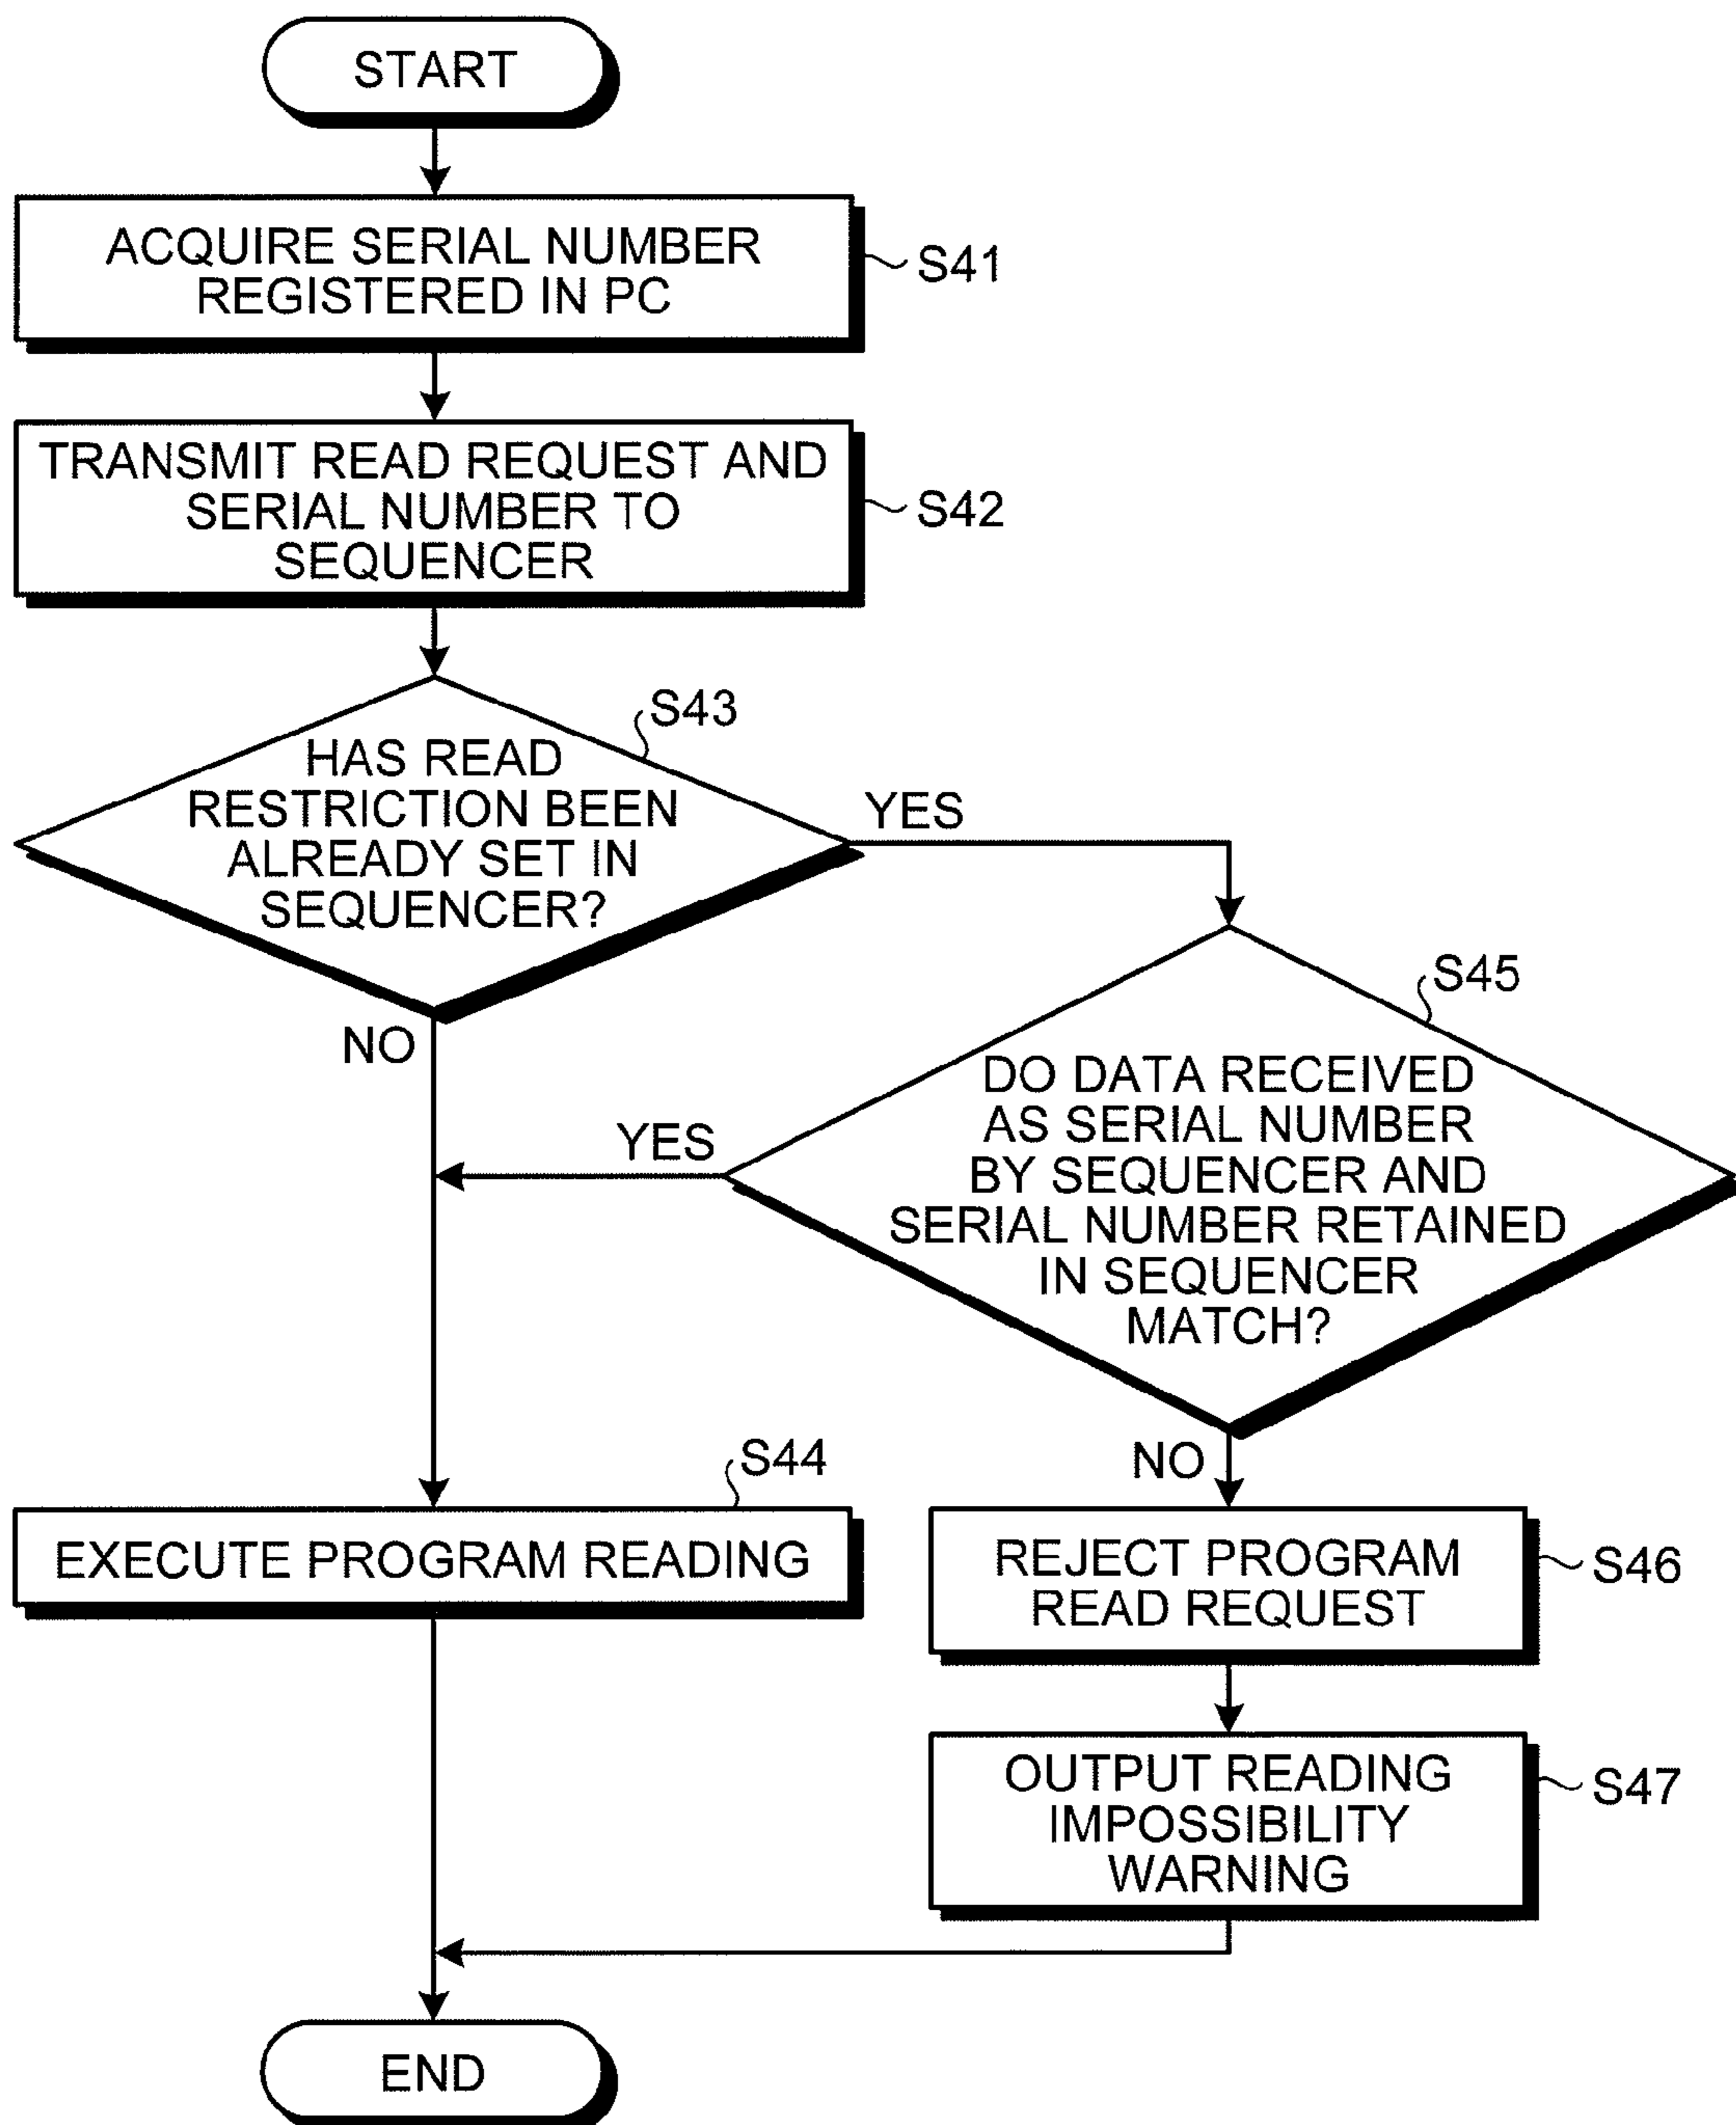 START
ACQUIRE SERIAL NUMBER
REGISTERED IN PC
S41
TRANSMIT READ REQUEST AND
SERIAL NUMBER TO
SEQUENCER
S42
S43
HAS READ
RESTRICTION BEEN
ALREADY SET IN
SEQUENCER?
YES
NO
S45
DO DATA RECEIVED
AS SERIAL NUMBER
BY SEQUENCER AND
SERIAL NUMBER RETAINED
IN SEQUENCER
MATCH?
YES
NO
S44
EXECUTE PROGRAM READING
REJECT PROGRAM
READ REQUEST
S46
OUTPUT READING
IMPOSSIBILITY
WARNING
S47
END